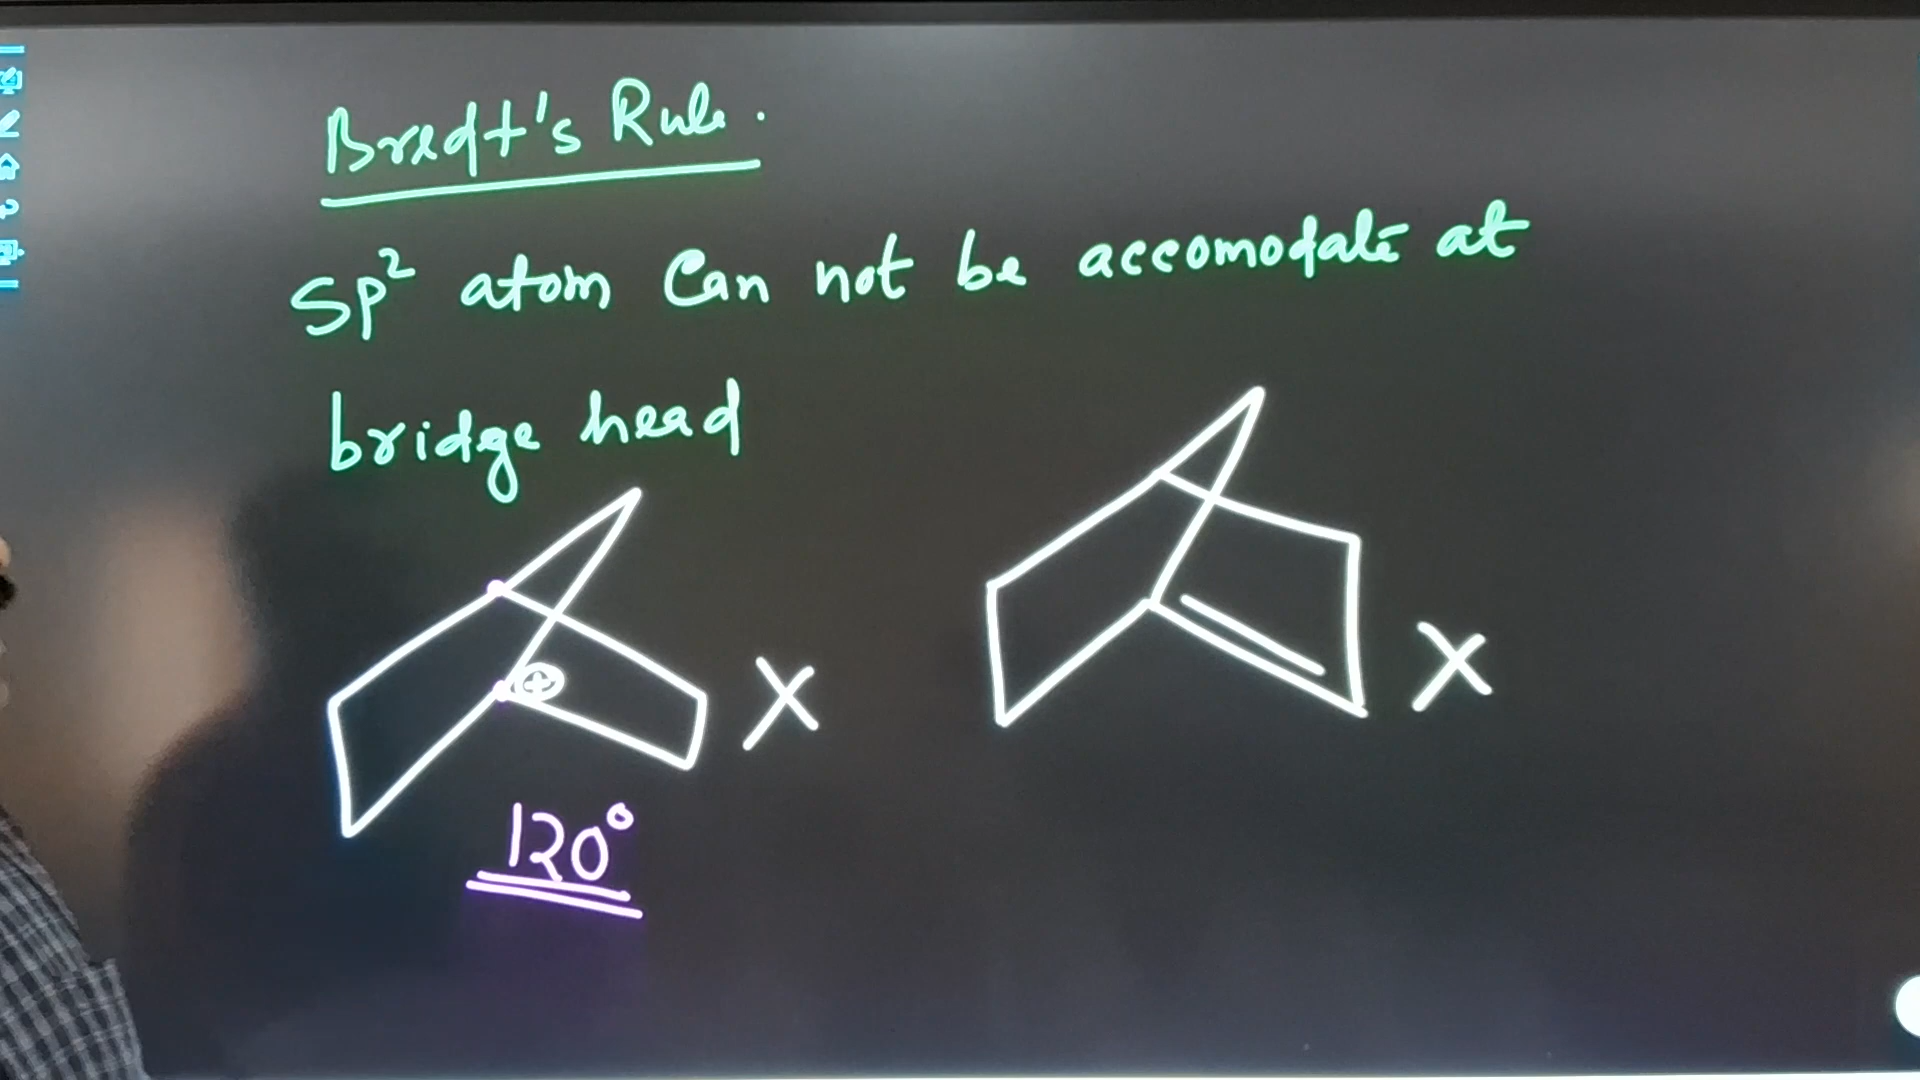 Bredt's Rule.
SP² atom Can not be accomodate at
bridge head
⊕
X
X
120°